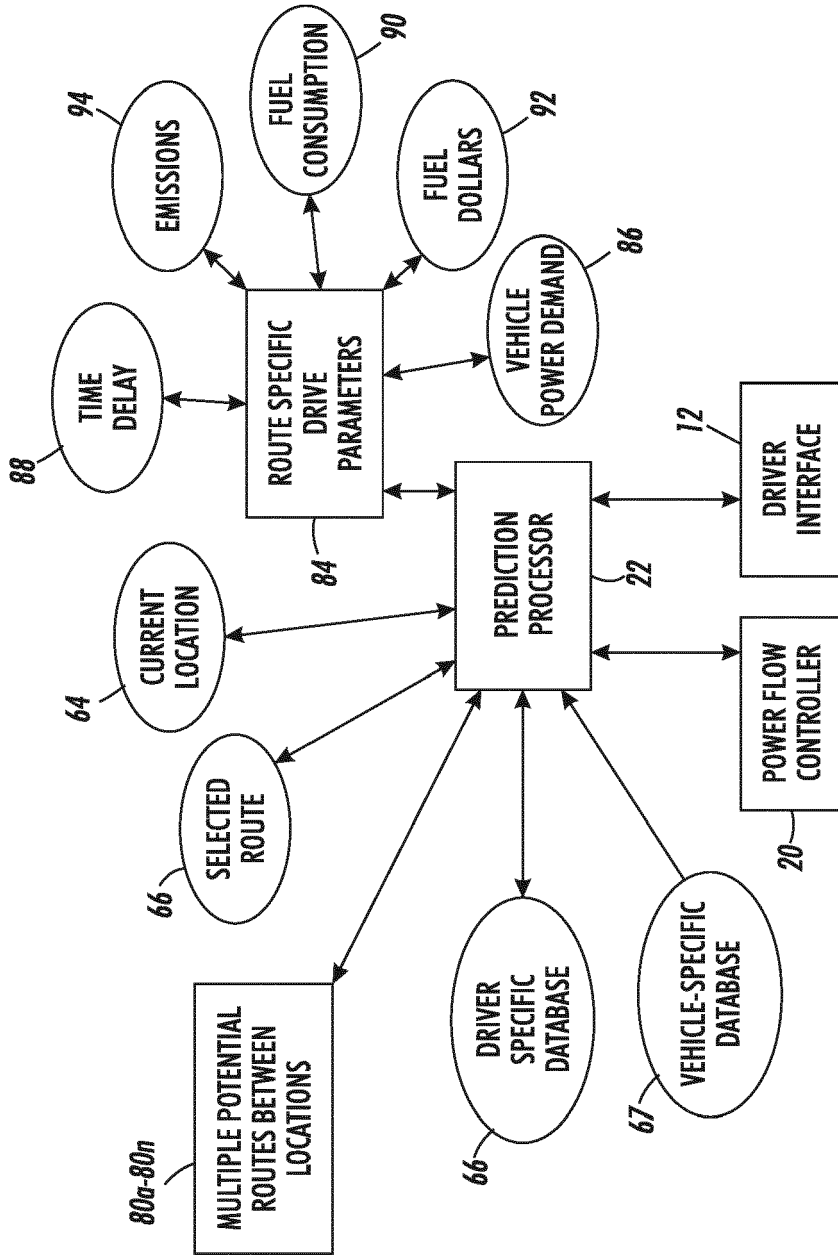 80a-80n
MULTIPLE POTENTIAL
ROUTES BETWEEN
LOCATIONS
66
SELECTED
ROUTE
64
CURRENT
LOCATION
88
TIME
DELAY
94
EMISSIONS
90
FUEL
CONSUMPTION
92
FUEL
DOLLARS
84
ROUTE SPECIFIC
DRIVE
PARAMETERS
86
VEHICLE
POWER DEMAND
66
DRIVER
SPECIFIC
DATABASE
67
VEHICLE-SPECIFIC
DATABASE
PREDICTION
PROCESSOR
22
20
POWER FLOW
CONTROLLER
12
DRIVER
INTERFACE